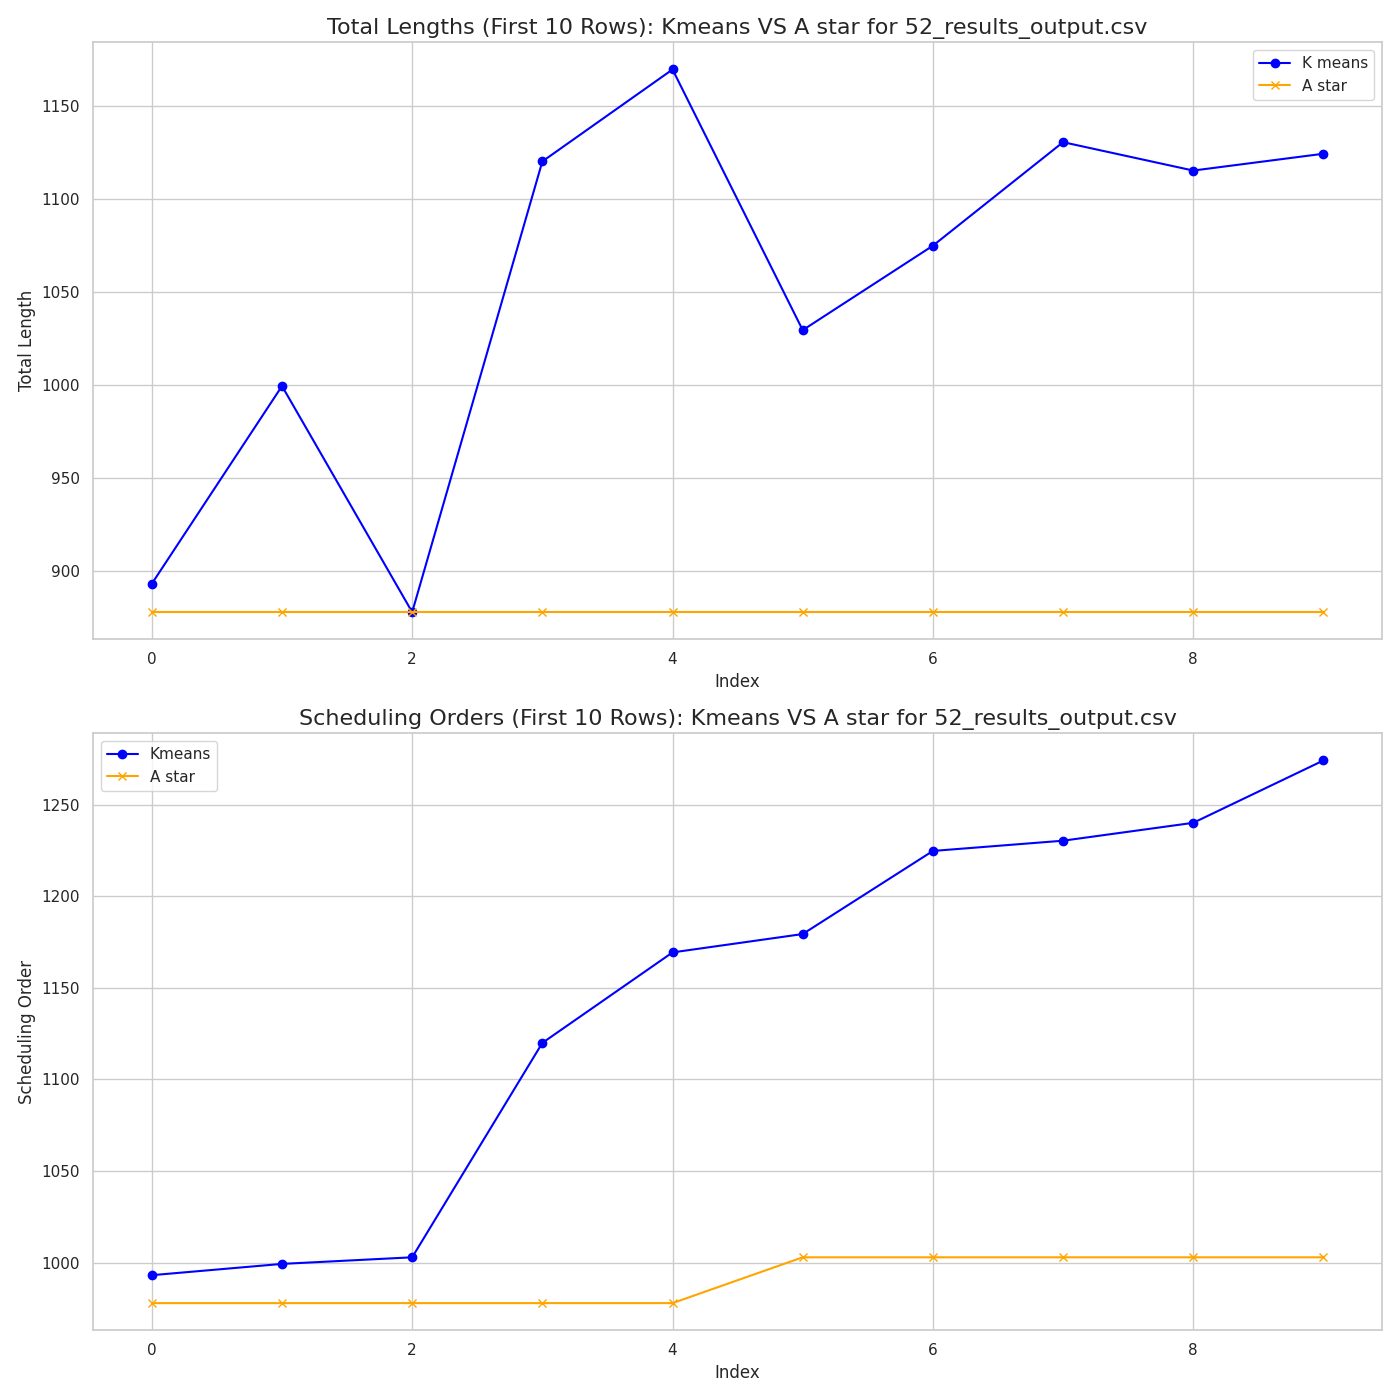 Total Lengths (First 10 Rows): Kmeans VS A star for 52_results_output.csv
K means
A star
Total Length
1150
1100
1050
1000
950
900
0 2 4 6 8
Index
Scheduling Orders (First 10 Rows): Kmeans VS A star for 52_results_output.csv
Kmeans
A star
Scheduling Order
1250
1200
1150
1100
1050
1000
0 2 4 6 8
Index